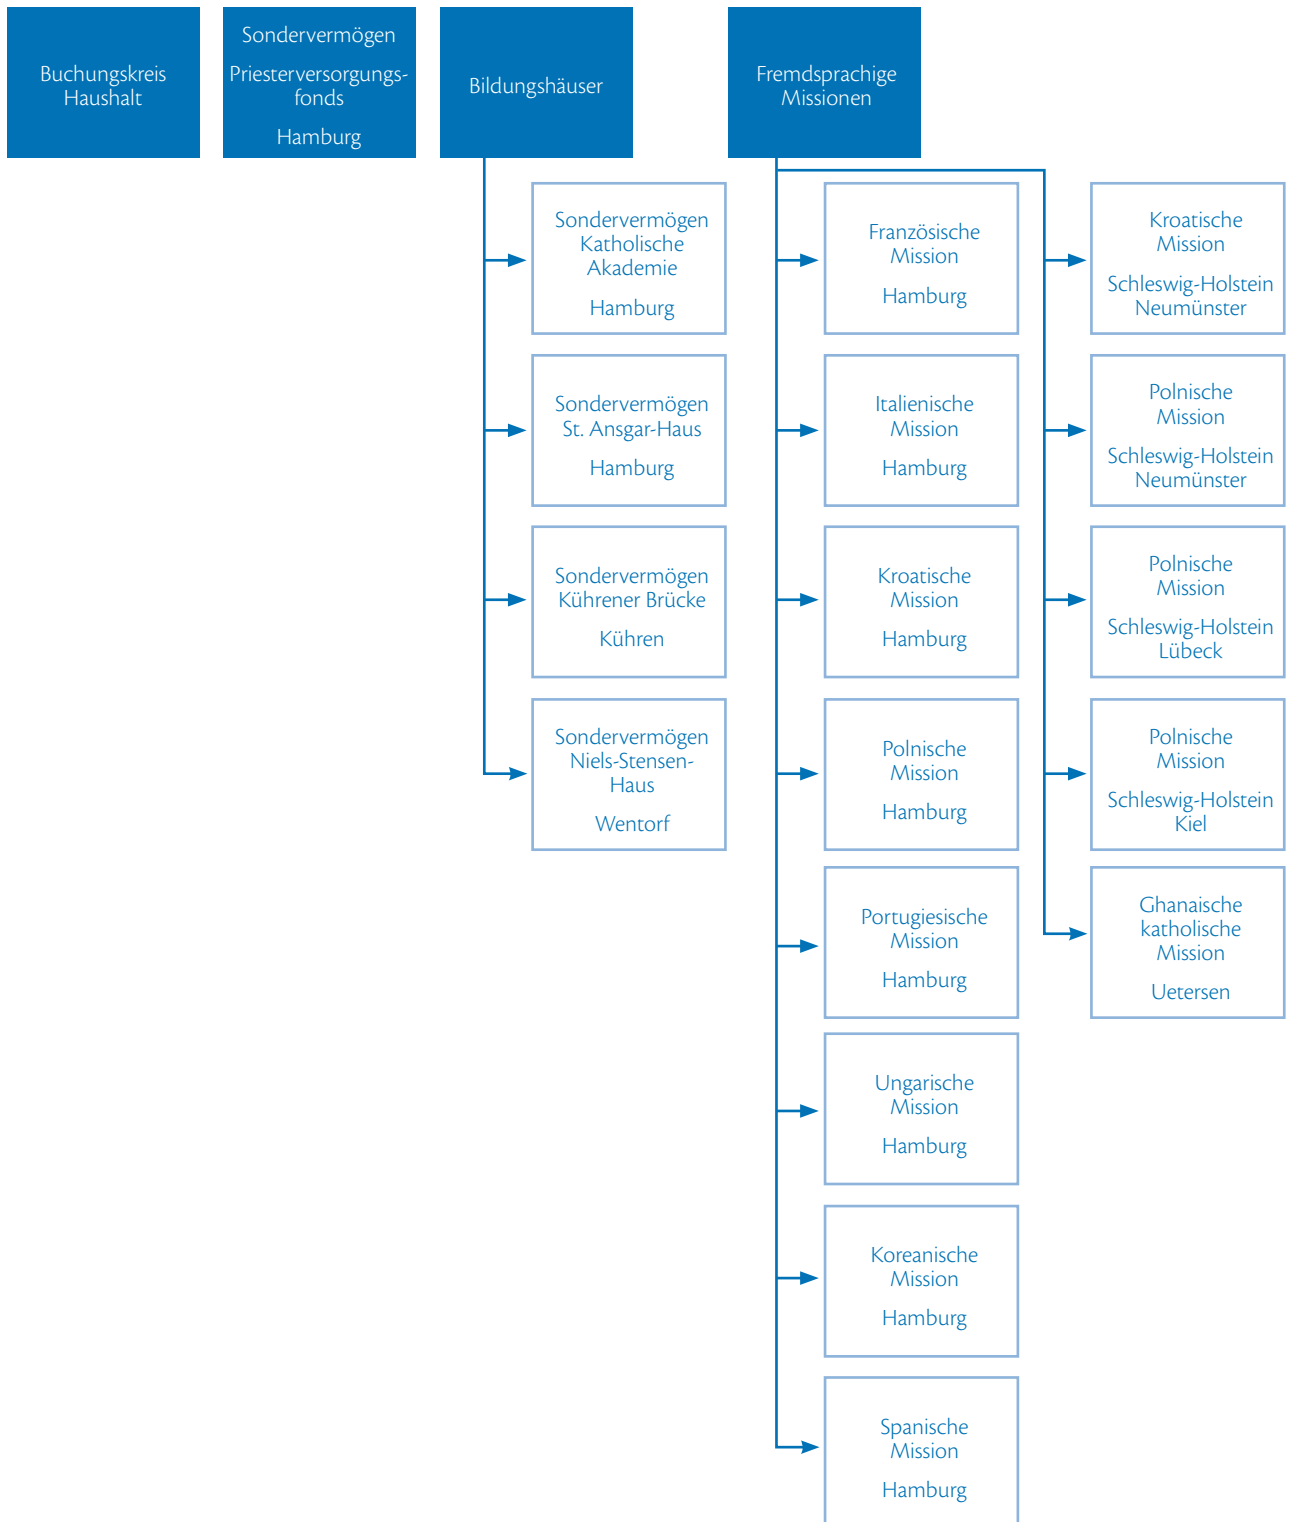 Buchungskreis
Haushalt
Sondervermögen
Priesterversorgungs-
fonds
Hamburg
Bildungshäuser
Fremdsprachige
Missionen
Sondervermögen
Katholische
Akademie
Hamburg
Sondervermögen
St. Ansgar-Haus
Hamburg
Sondervermögen
Kührener Brücke
Kühren
Sondervermögen
Niels-Stensen-
Haus
Wentorf
Französische
Mission
Hamburg
Italienische
Mission
Hamburg
Kroatische
Mission
Hamburg
Polnische
Mission
Hamburg
Portugiesische
Mission
Hamburg
Ungarische
Mission
Hamburg
Koreanische
Mission
Hamburg
Spanische
Mission
Hamburg
Kroatische
Mission
Schleswig-Holstein
Neumünster
Polnische
Mission
Schleswig-Holstein
Neumünster
Polnische
Mission
Schleswig-Holstein
Lübeck
Polnische
Mission
Schleswig-Holstein
Kiel
Ghanaische
katholische
Mission
Uetersen